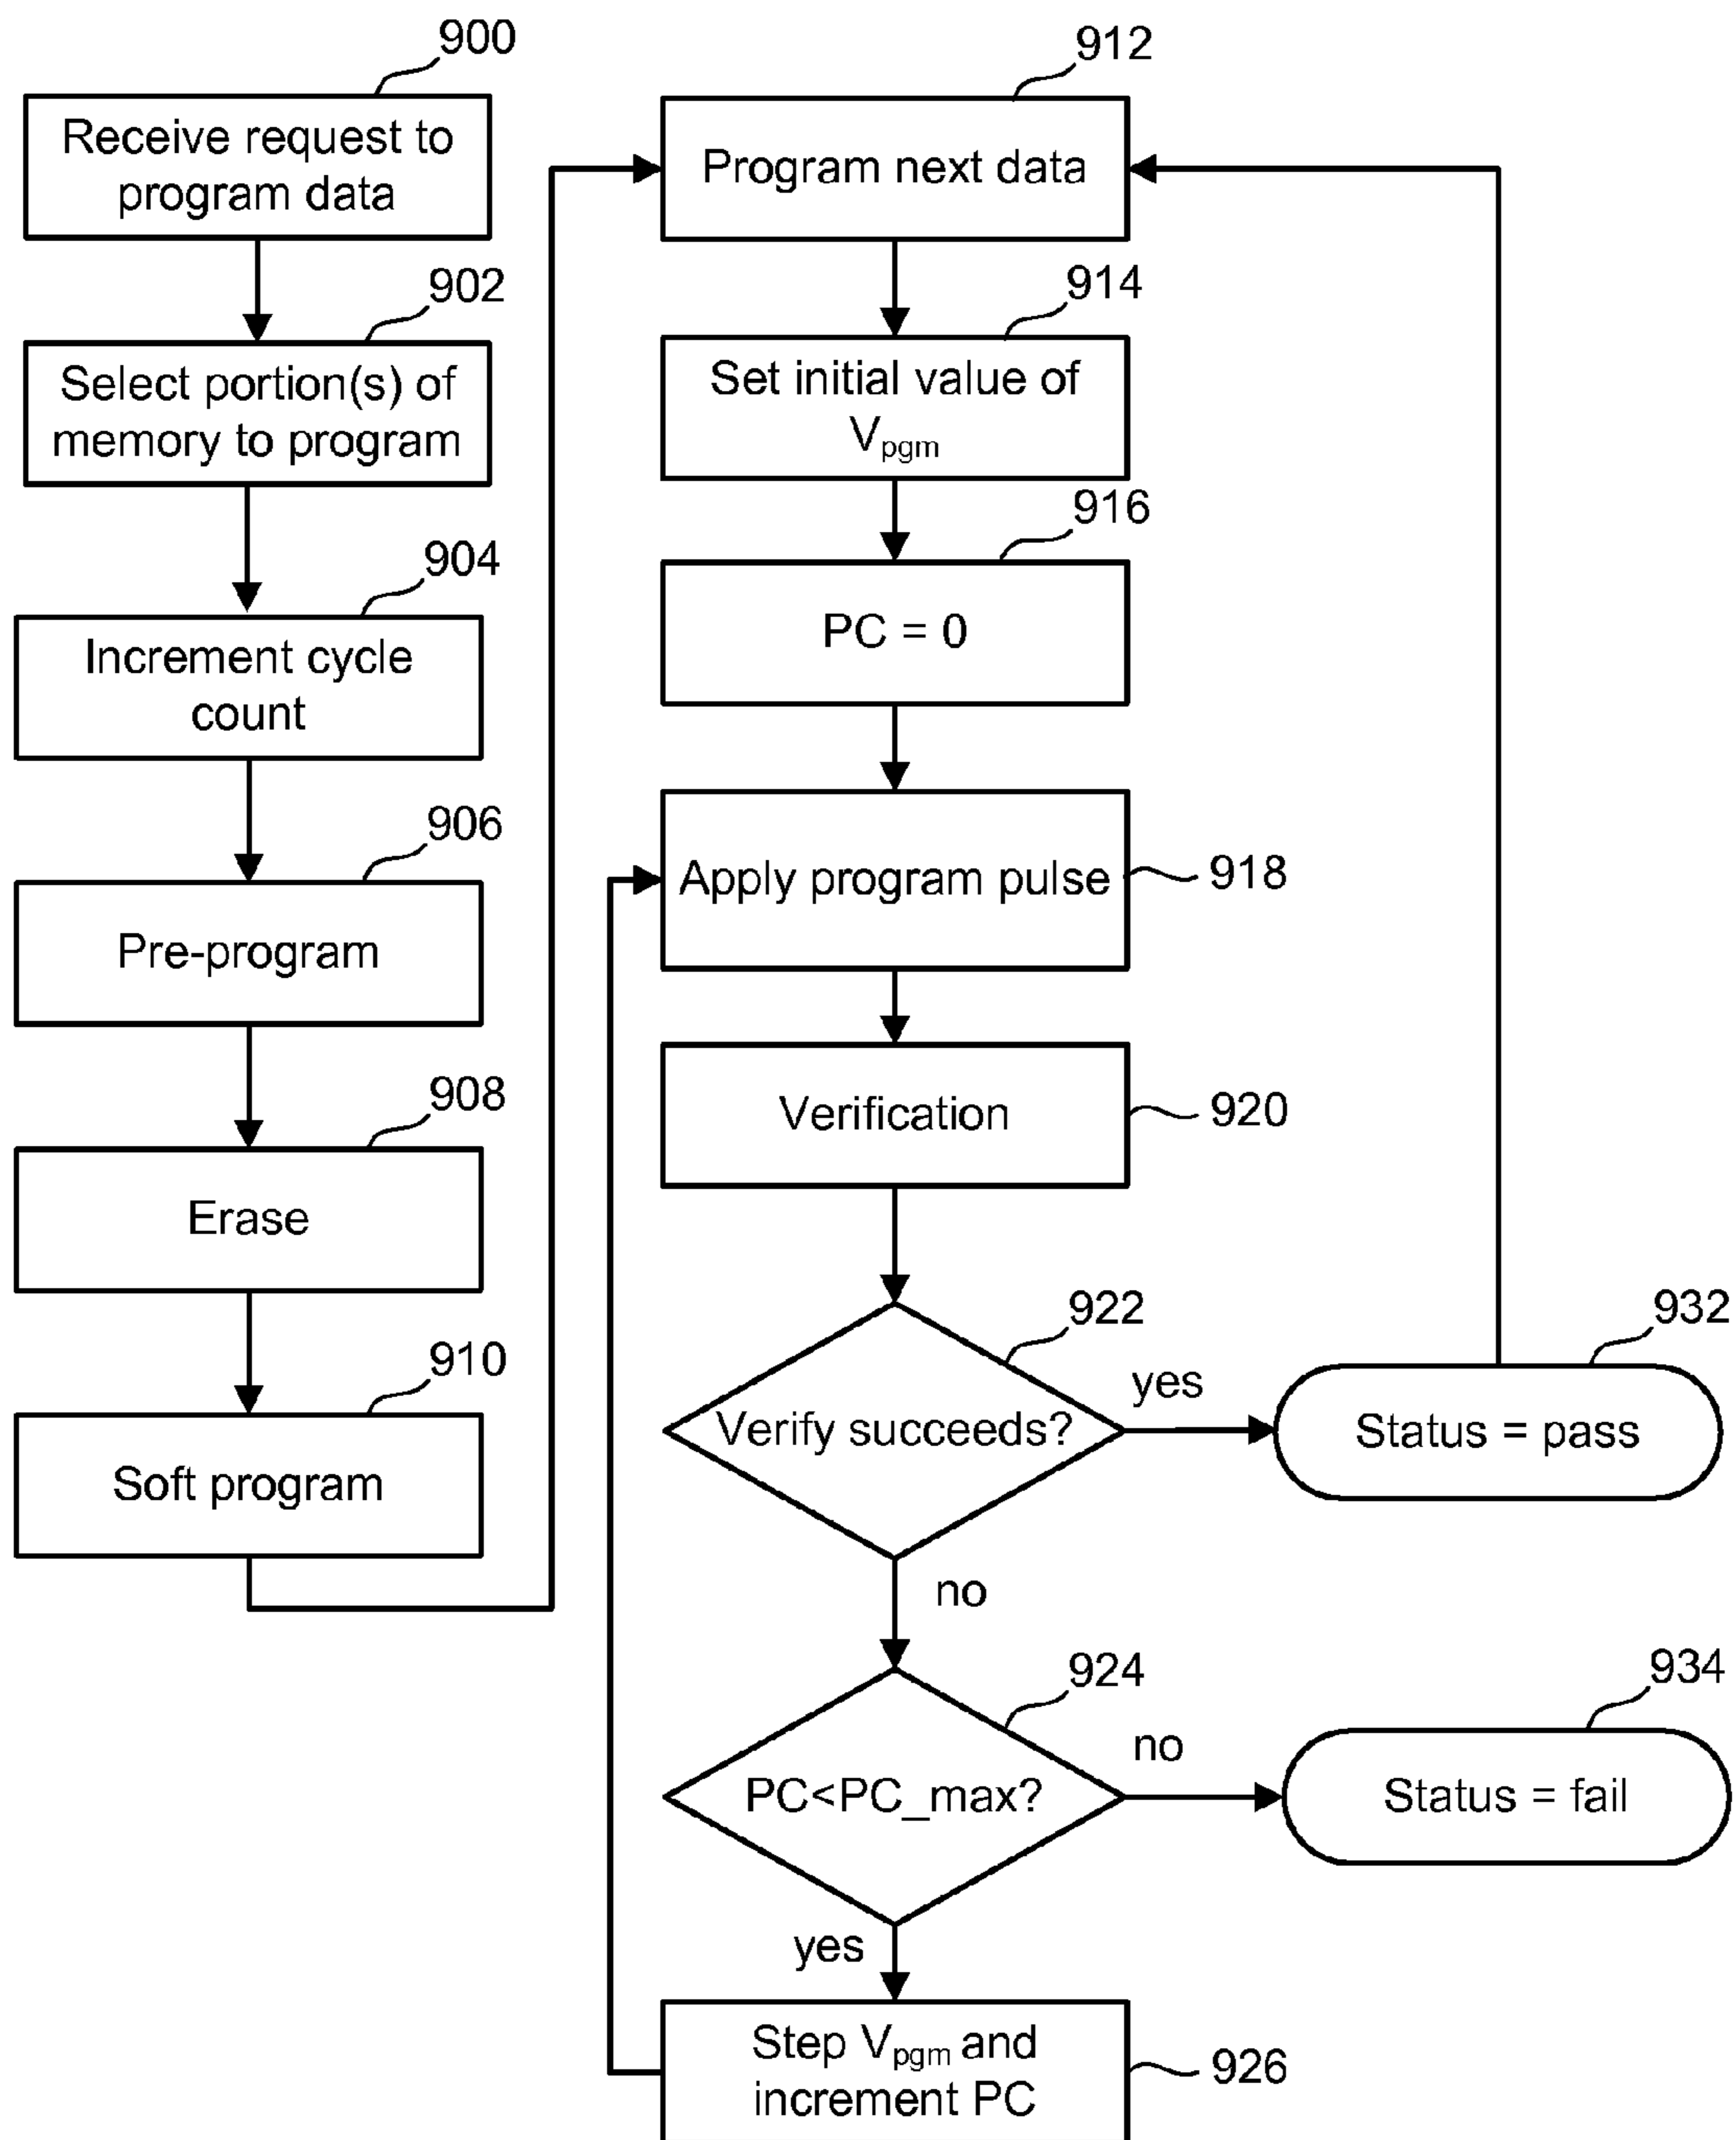 900
Receive request to
program data
902
Select portion(s) of
memory to program
904
Increment cycle
count
906
Pre-program
908
Erase
910
Soft program
912
Program next data
914
Set initial value of
Vpgm
916
PC = 0
Apply program pulse
918
Verification
920
922
Verify succeeds?
yes
932
Status = pass
no
924
PC<PC_max?
no
934
Status = fail
yes
Step Vpgm and
increment PC
926